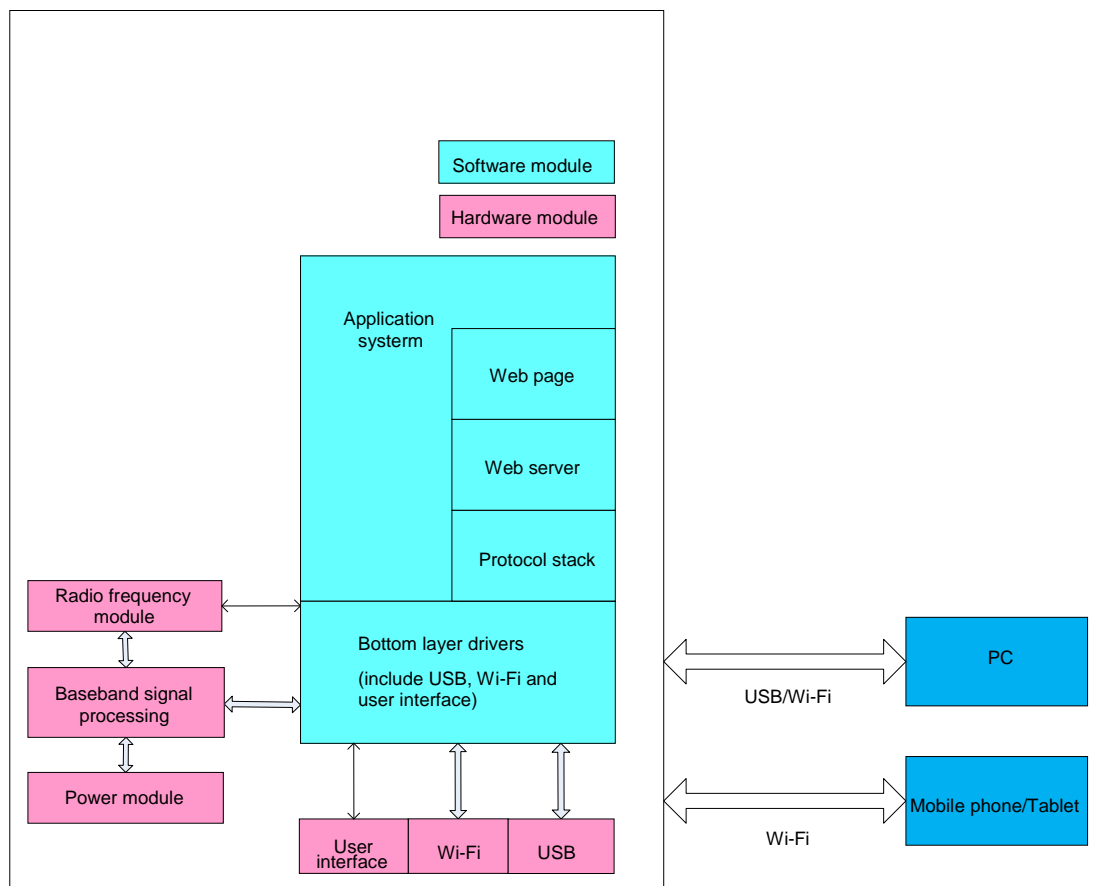 Software module
Hardware module
Application
systerm
Web page
Web server
Protocol stack
Radio frequency
module
Bottom layer drivers
(include USB, Wi-Fi and
user interface)
Baseband signal
processing
Power module
User
interface
Wi-Fi
USB
PC
USB/Wi-Fi
Mobile phone/Tablet
Wi-Fi